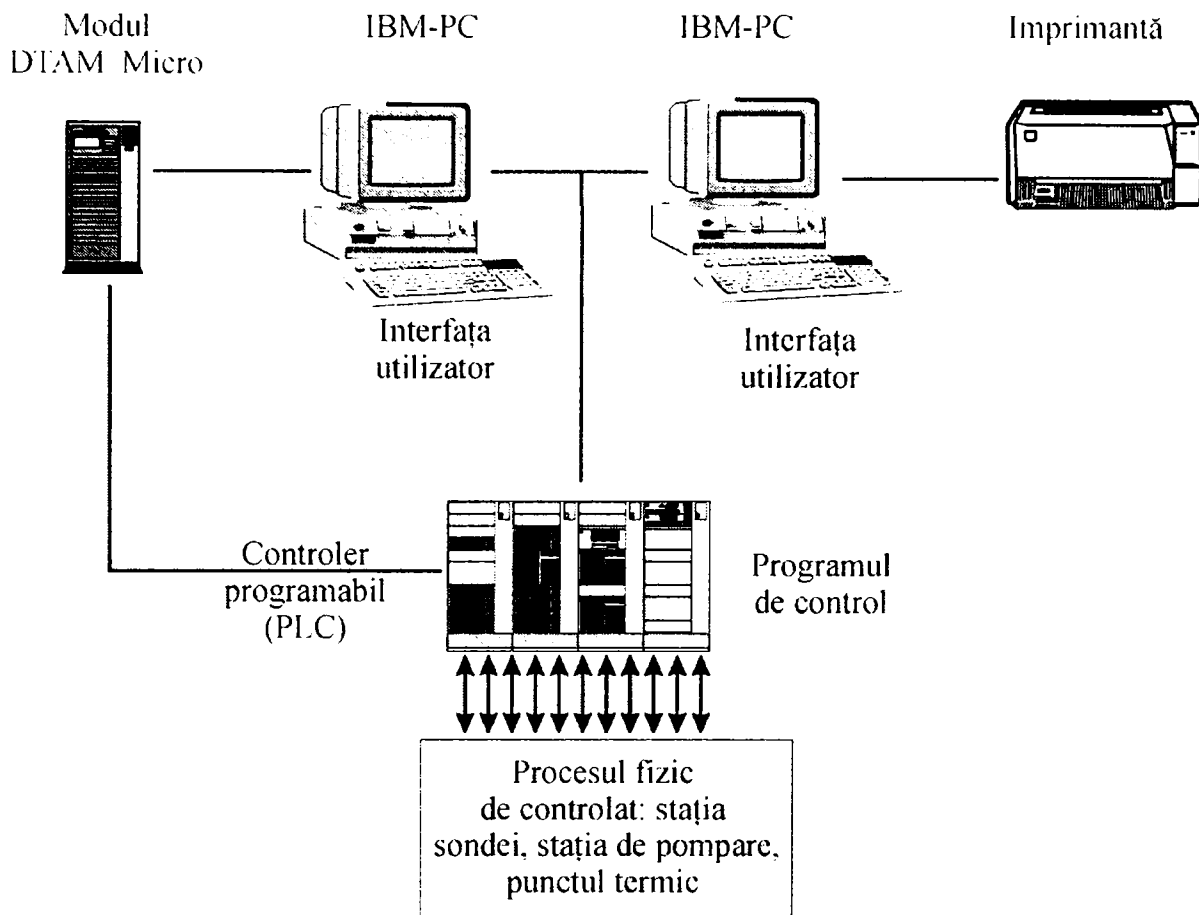 Modul
DTAM Micro
IBM-PC
IBM-PC
Imprimantă
Interfața
utilizator
Interfața
utilizator
Controler
programabil
(PLC)
Programul
de control
Procesul fizic
de controlat: stația
sondei, stația de pompare,
punctul termic